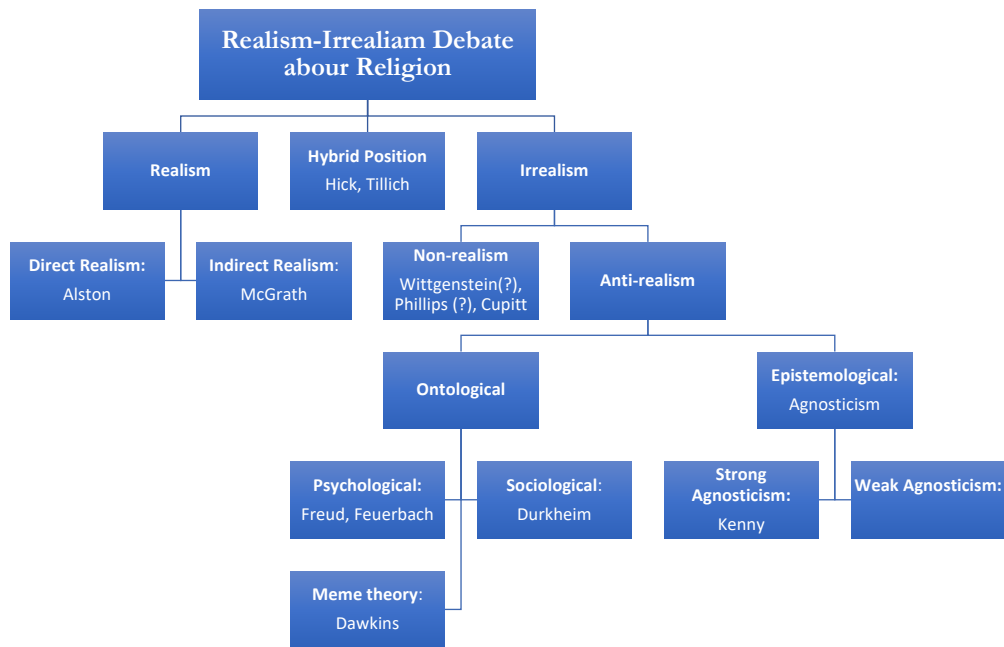 Realism-Irrealiam Debate
abour Religion
Realism
Hybrid Position
Hick, Tillich
Irrealism
Direct Realism:
Alston
Indirect Realism:
McGrath
Non-realism
Wittgenstein(?),
Phillips (?), Cupitt
Anti-realism
Ontological
Epistemological:
Agnosticism
Psychological:
Freud, Feuerbach
Sociological:
Durkheim
Strong
Agnosticism:
Kenny
Weak Agnosticism:
Meme theory:
Dawkins